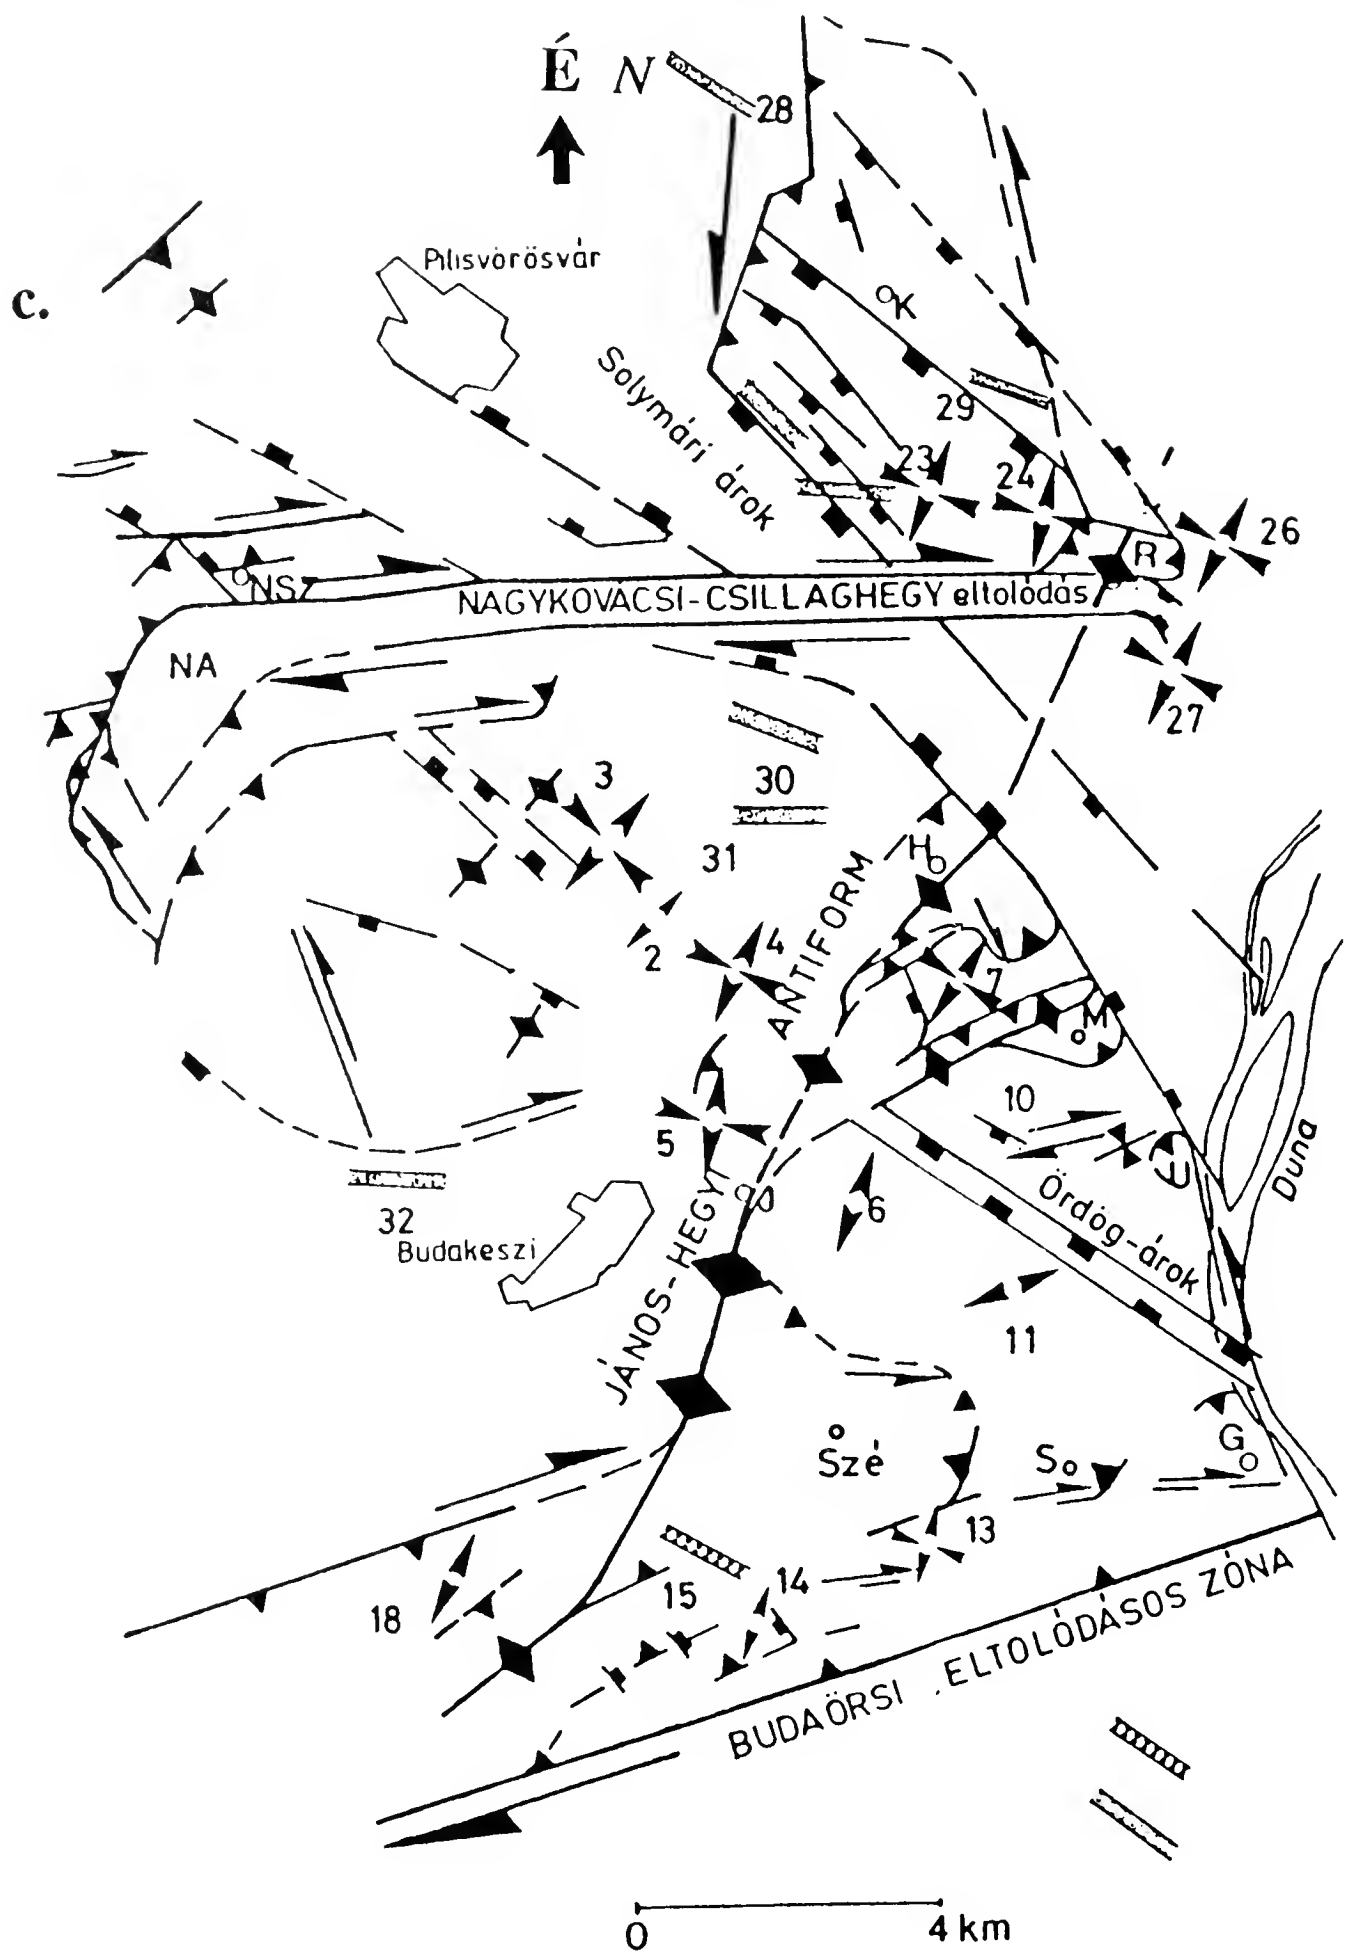 É N
28
c.
Pilisvörösvár
K
Solymári árok
29
23
24
26
R
NSz
NAGYKOVÁCSI-CSILLAGHEGY eltolódás
NA
27
3
30
31
H
2
4
ANTIFORM
7
M
10
5
Duna
6
32
Budakeszi
JÁNOS-HEGYI
Ördög-árok
11
Szé
S
G
13
14
15
18
BUDAÖRSI ELTOLÓDÁSOS ZÓNA
0
4 km